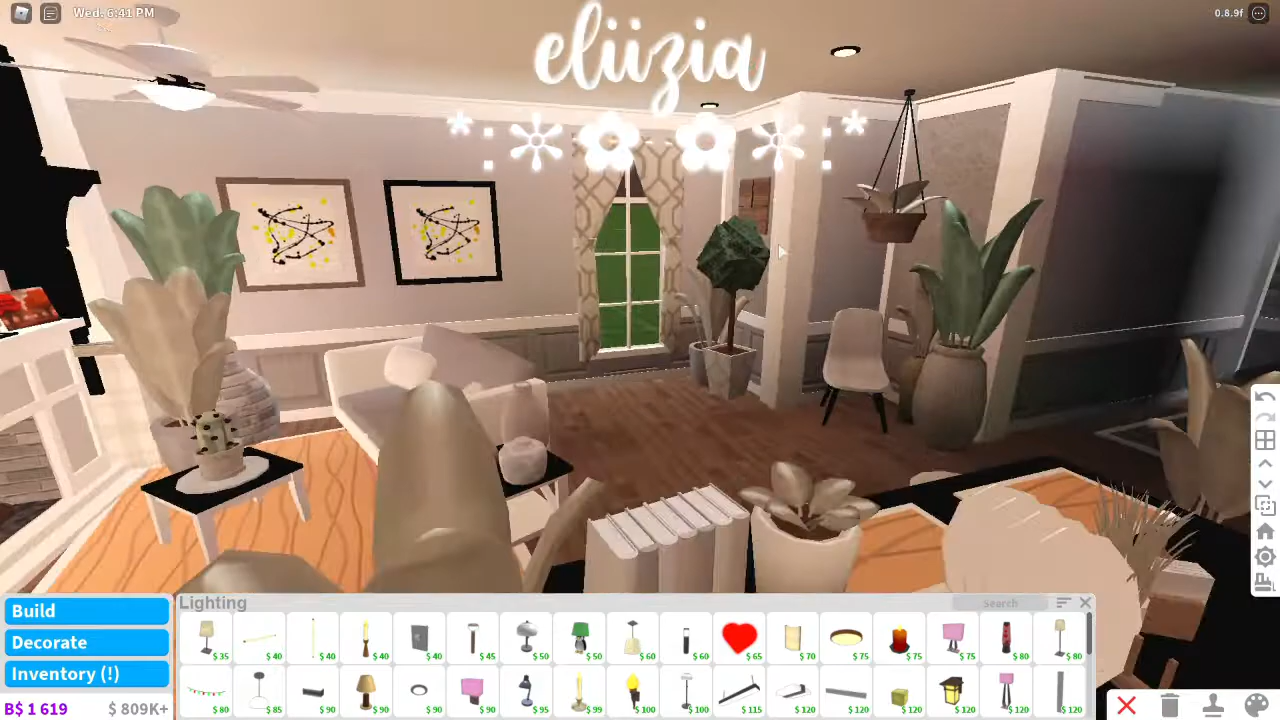 Wed. 6:41 PM
0.8.9f
eliizia
Build
Decorate
Inventory (!)
B$ 1 619
$ 809K+
Lighting
Search
$35 $40 $40 $40 $40 $45 $50 $50 $60 $60 $65 $70 $75 $75 $75 $80 $80
$80 $85 $90 $90 $90 $90 $95 $99 $100 $100 $115 $120 $120 $120 $120 $120 $120